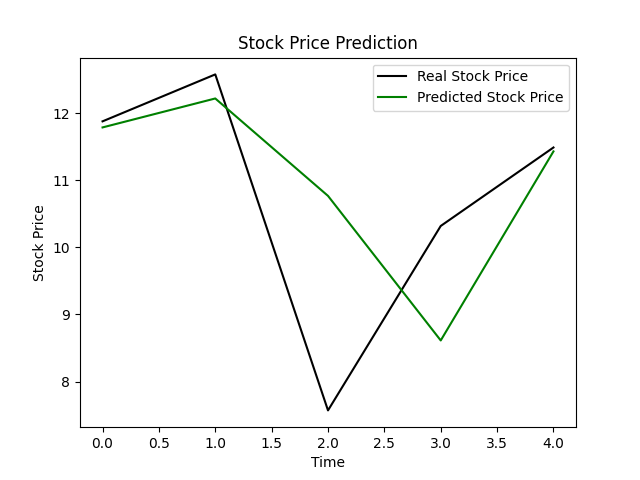 Stock Price Prediction
Real Stock Price
Predicted Stock Price
Stock Price
12
11
10
9
8
0.0 0.5 1.0 1.5 2.0 2.5 3.0 3.5 4.0
Time